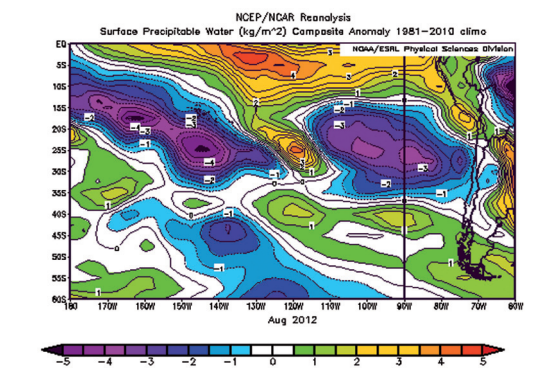 NCEP/NCAR Reanalysis
Surface Precipitable Water (kg/m^2) Composite Anomaly 1981-2010 climo
NOAA/ESRL Physical Sciences Division
EQ
5S
10S
15S
20S
25S
30S
35S
40S
45S
50S
55S
60S
180 170W 160W 150W 140W 130W 120W 110W 100W 90W 80W 70W 60W
Aug 2012
-5 -4 -3 -2 -1 0 1 2 3 4 5